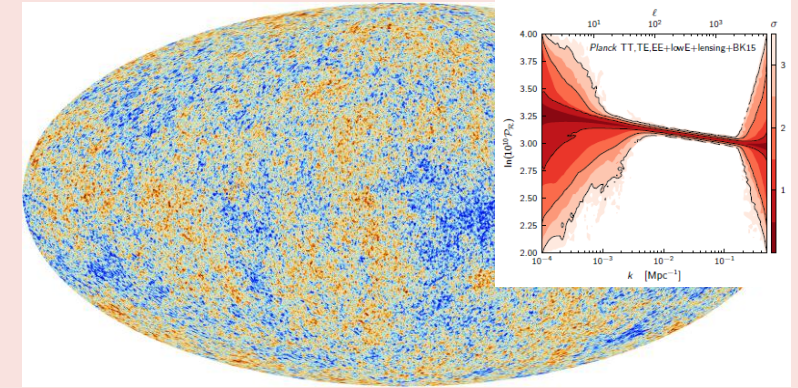 ℓ
10¹ 10² 10³ σ
Planck TT,TE,EE+lowE+lensing+BK15
4.00
3.75
3.50
3.25
3.00
2.75
2.50
2.25
2.00
ln(10¹⁰𝒫_ℛ)
3
2
1
10⁻⁴ 10⁻³ 10⁻² 10⁻¹
k [Mpc⁻¹]